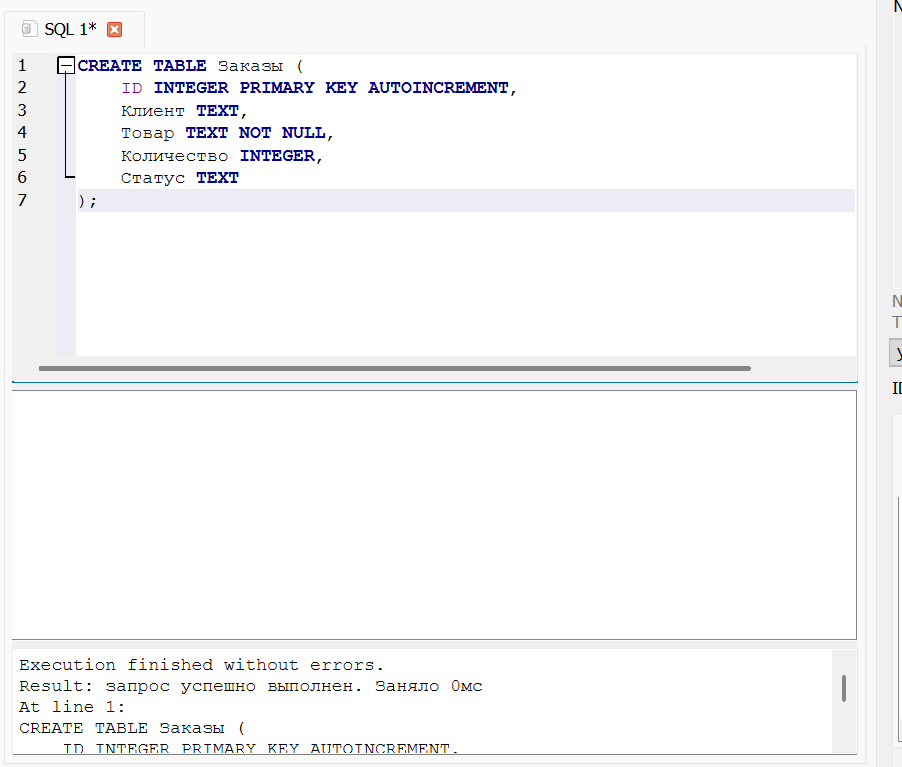 SQL 1*
1 CREATE TABLE Заказы (
2 ID INTEGER PRIMARY KEY AUTOINCREMENT,
3 Клиент TEXT,
4 Товар TEXT NOT NULL,
5 Количество INTEGER,
6 Статус TEXT
7 );
Execution finished without errors.
Result: запрос успешно выполнен. Заняло 0мс
At line 1:
CREATE TABLE Заказы (
ID INTEGER PRIMARY KEY AUTOINCREMENT,